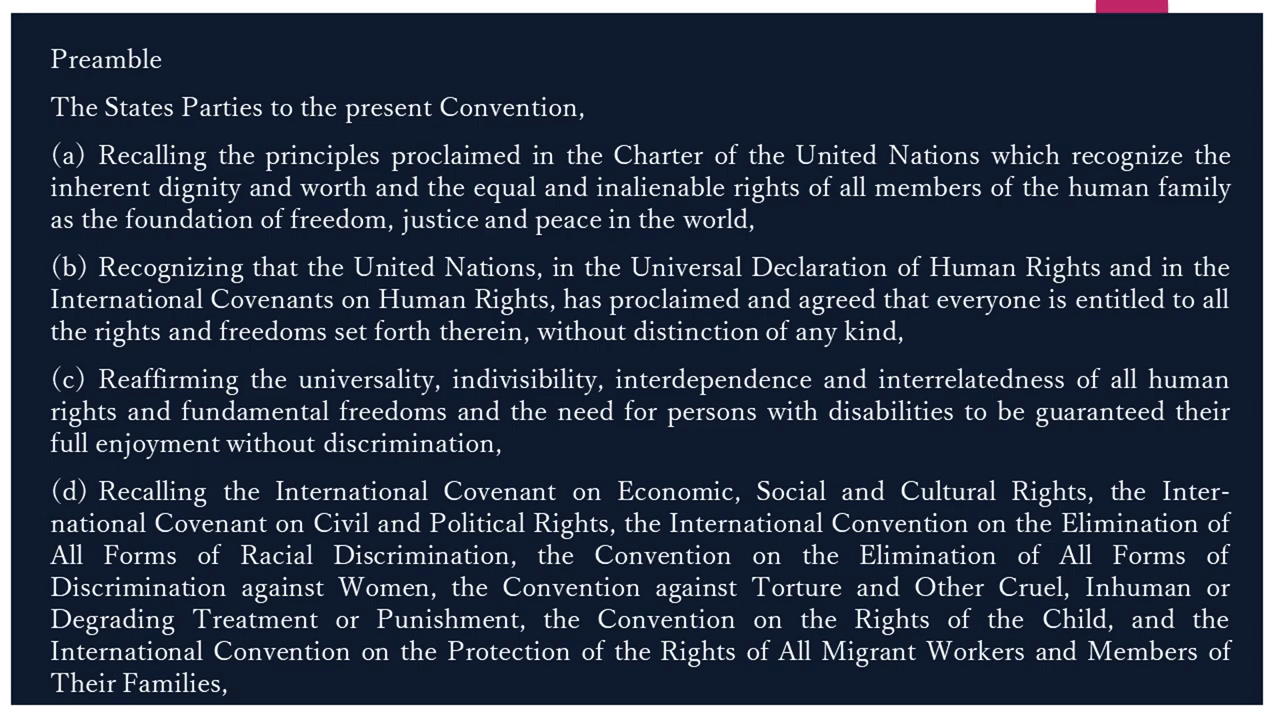 Preamble
The States Parties to the present Convention,
(a) Recalling the principles proclaimed in the Charter of the United Nations which recognize the
inherent dignity and worth and the equal and inalienable rights of all members of the human family
as the foundation of freedom, justice and peace in the world,
(b) Recognizing that the United Nations, in the Universal Declaration of Human Rights and in the
International Covenants on Human Rights, has proclaimed and agreed that everyone is entitled to all
the rights and freedoms set forth therein, without distinction of any kind,
(c) Reaffirming the universality, indivisibility, interdependence and interrelatedness of all human
rights and fundamental freedoms and the need for persons with disabilities to be guaranteed their
full enjoyment without discrimination,
(d) Recalling the International Covenant on Economic, Social and Cultural Rights, the Inter-
national Covenant on Civil and Political Rights, the International Convention on the Elimination of
All Forms of Racial Discrimination, the Convention on the Elimination of All Forms of
Discrimination against Women, the Convention against Torture and Other Cruel, Inhuman or
Degrading Treatment or Punishment, the Convention on the Rights of the Child, and the
International Convention on the Protection of the Rights of All Migrant Workers and Members of
Their Families,